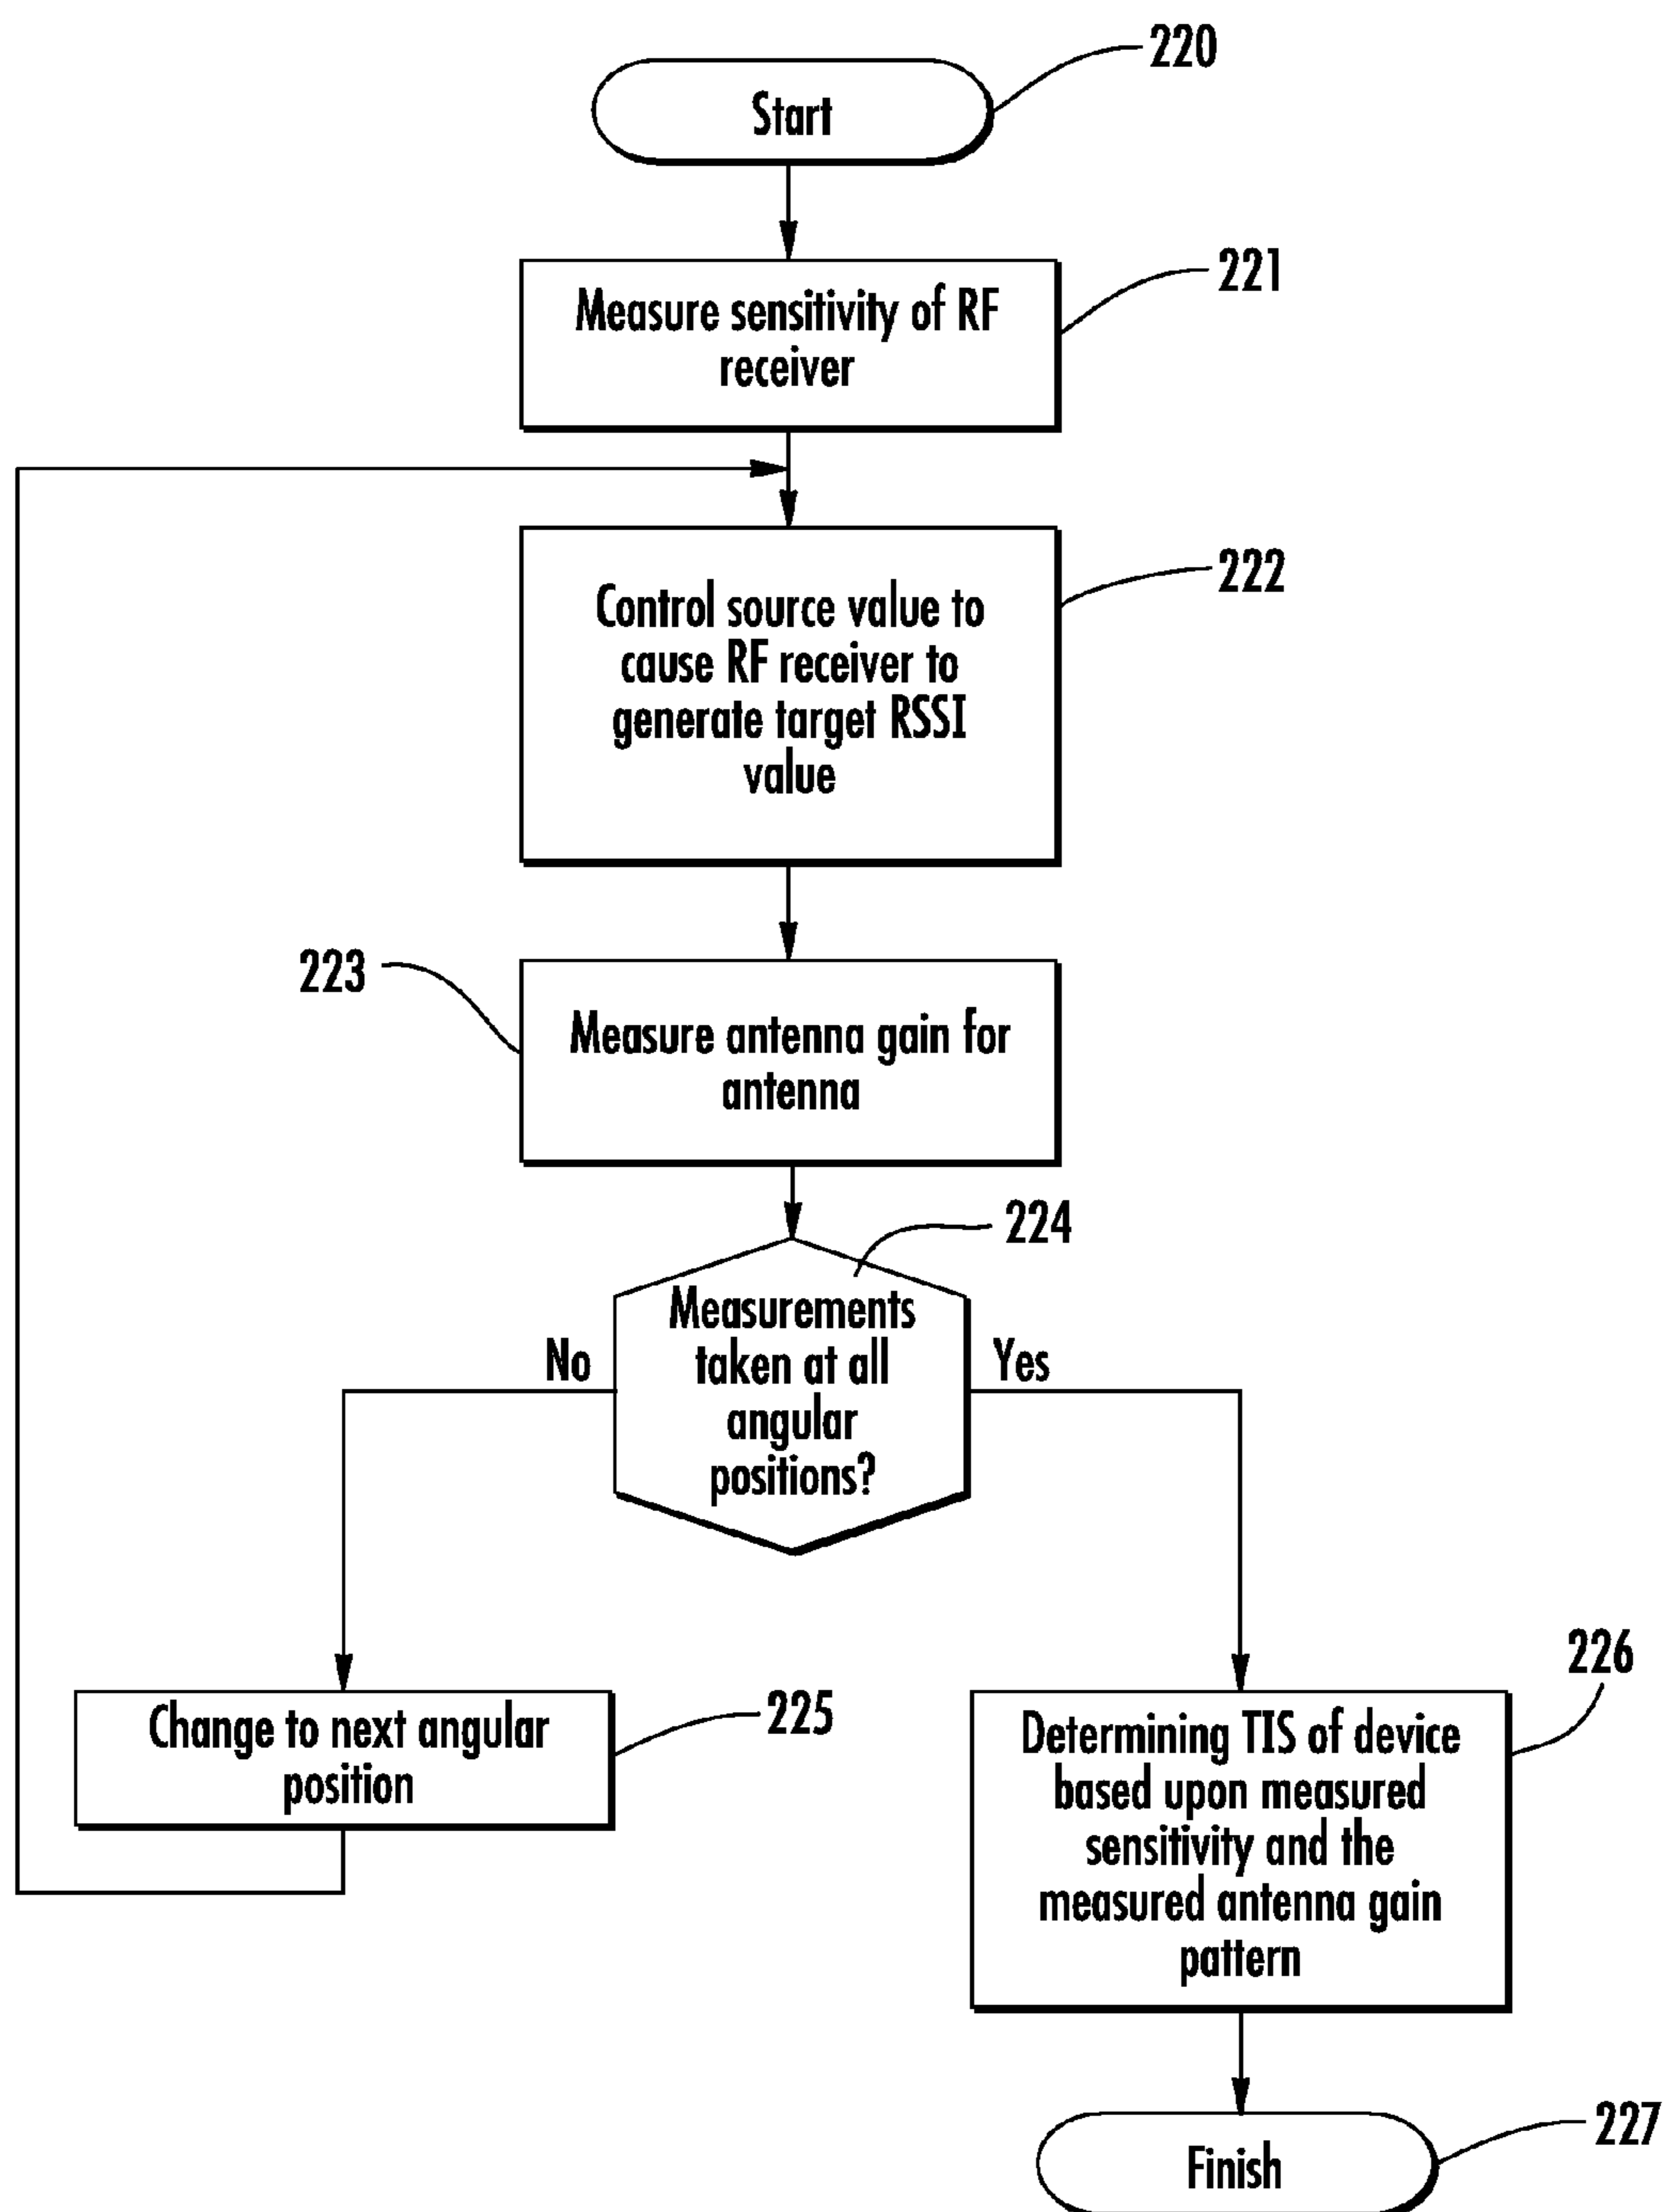 220
Start
221
Measure sensitivity of RF
receiver
222
Control source value to
cause RF receiver to
generate target RSSI
value
223
Measure antenna gain for
antenna
224
Measurements
taken at all
angular
positions?
No
Yes
225
Change to next angular
position
226
Determining TIS of device
based upon measured
sensitivity and the
measured antenna gain
pattern
227
Finish